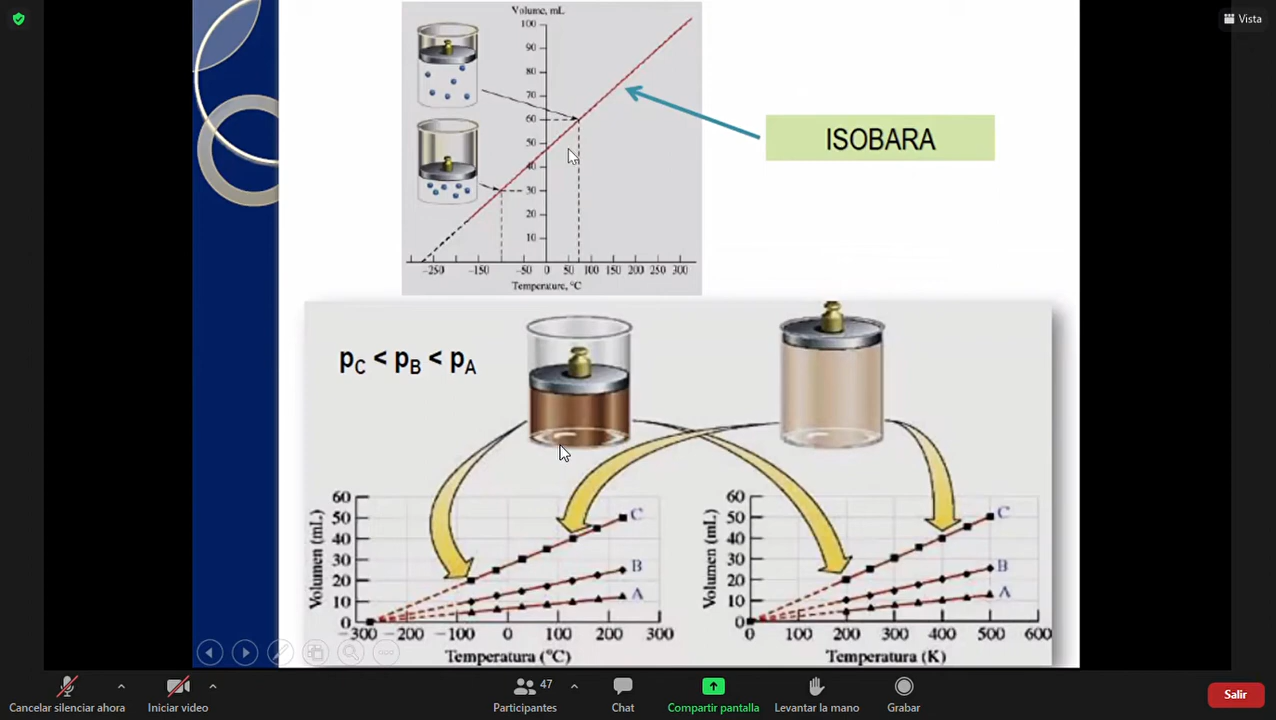 Vista
Volume, mL
100
90
80
70
60
50
40
30
20
10
-250
-150
-50
0
50
100
150
200
250
300
Temperature, °C
ISOBARA
pC < pB < pA
Volumen (mL)
60
50
40
30
20
10
0
C
B
A
-300
-200
-100
0
100
200
300
Temperatura (°C)
Volumen (mL)
60
50
40
30
20
10
0
C
B
A
0
100
200
300
400
500
600
Temperatura (K)
47
Cancelar silenciar ahora
Iniciar video
Participantes
Chat
Compartir pantalla
Levantar la mano
Grabar
Salir